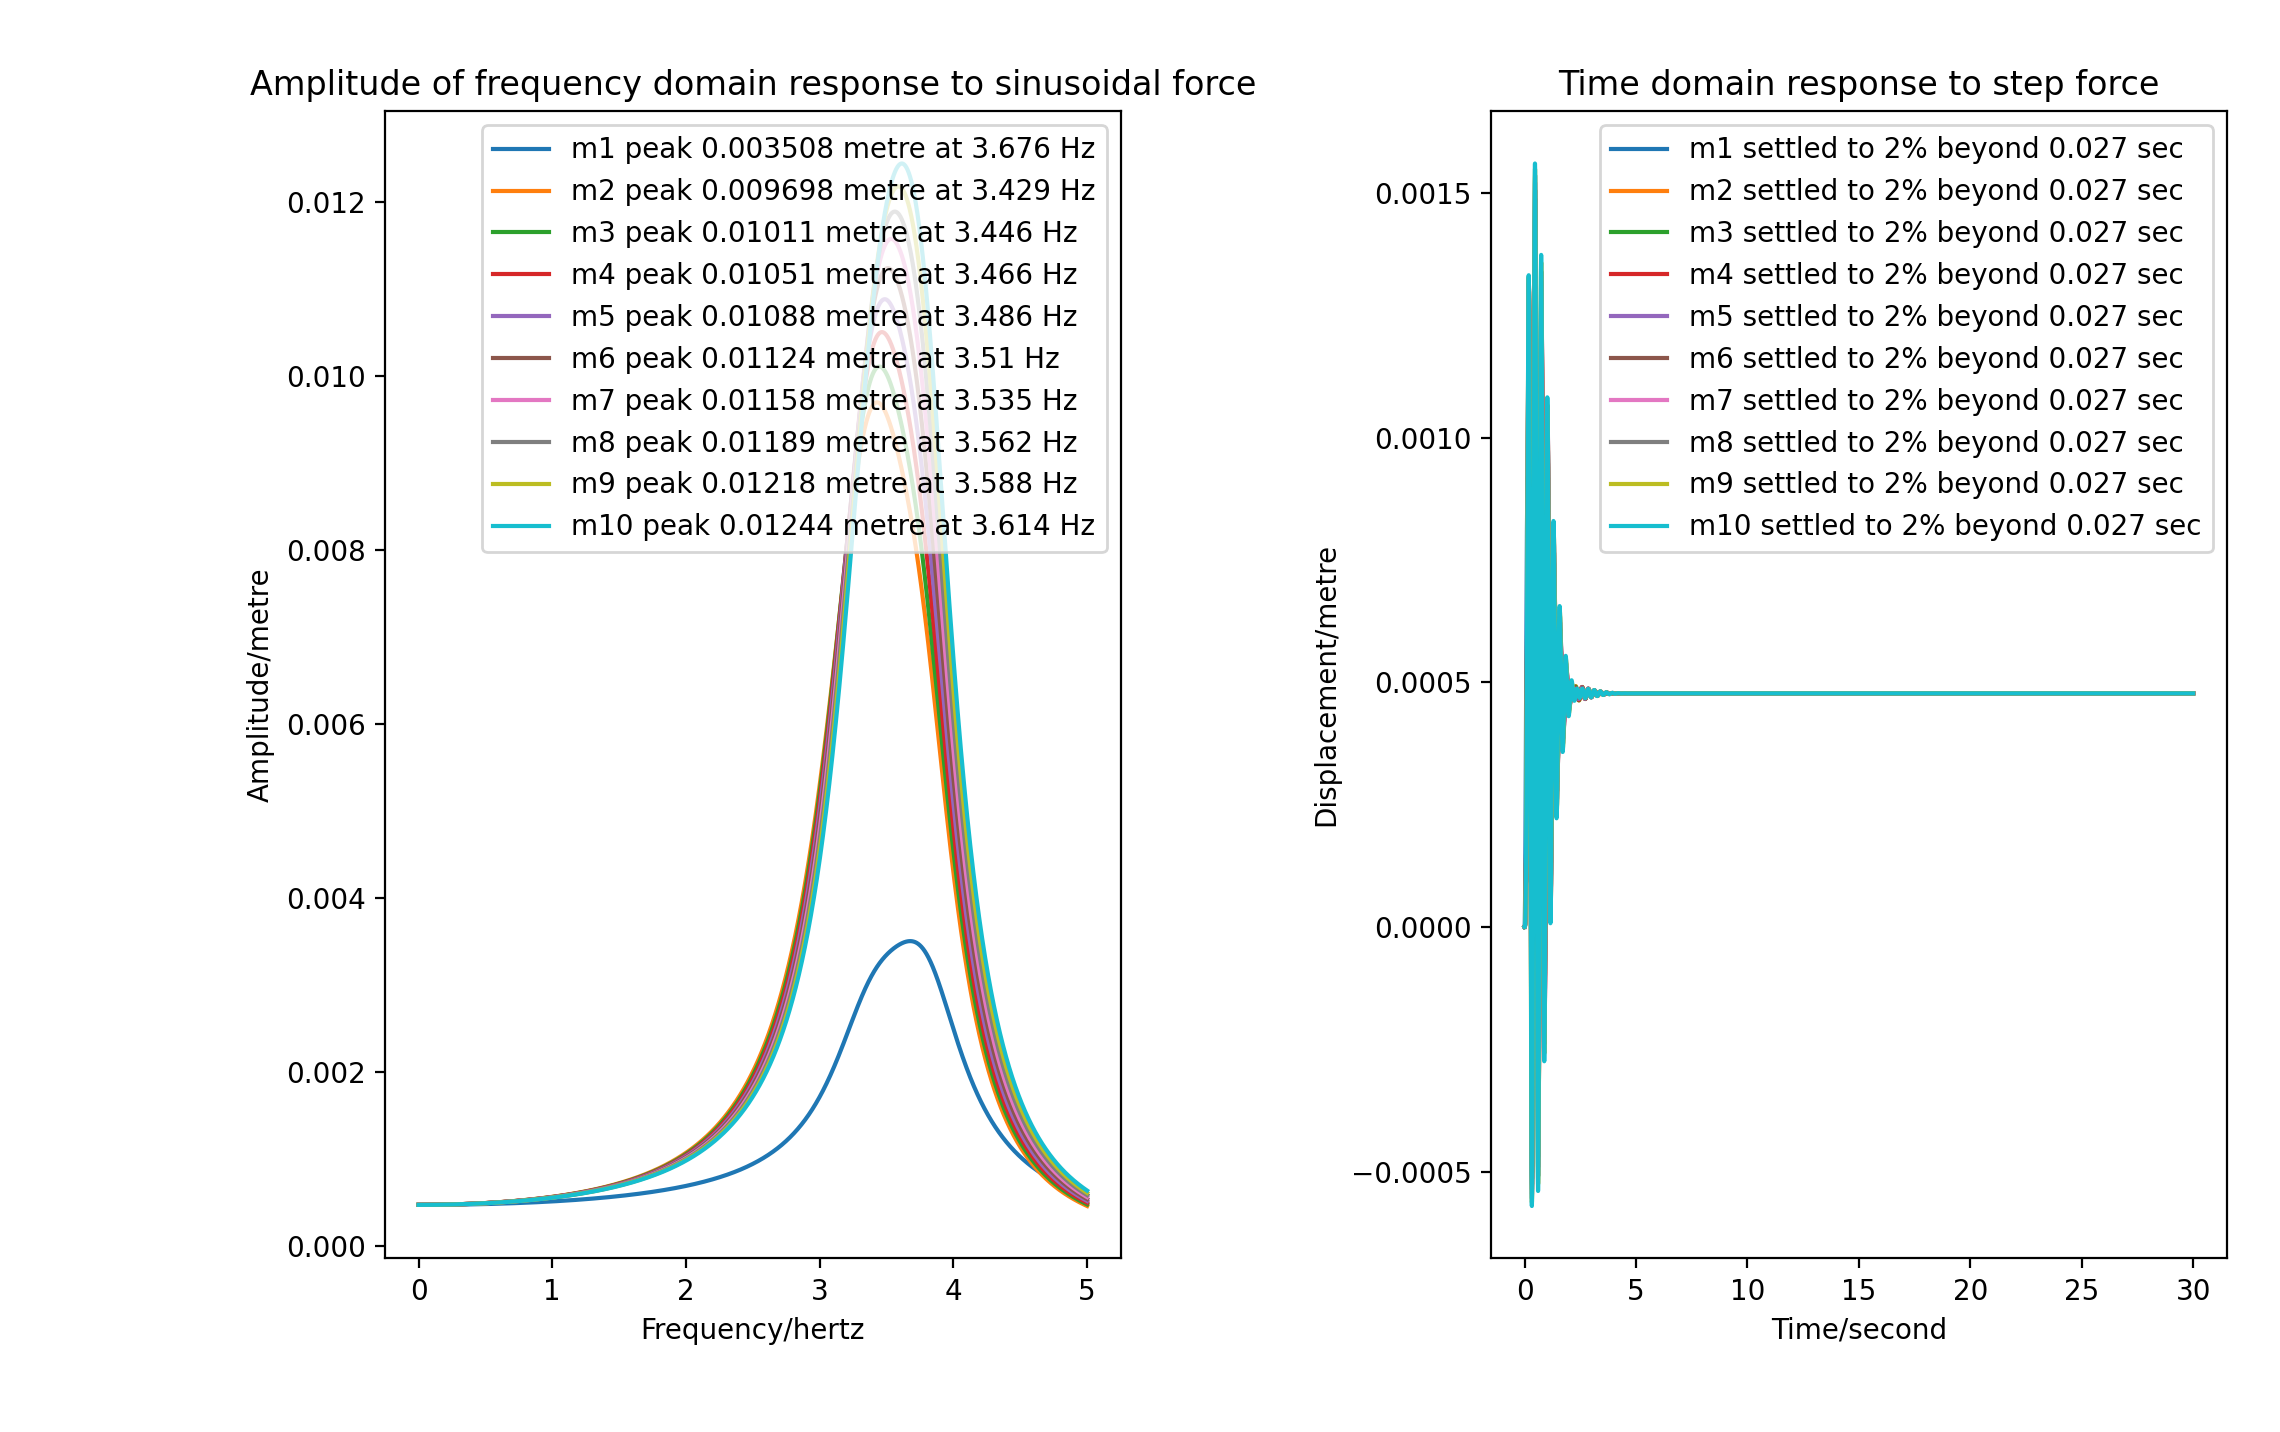 Amplitude of frequency domain response to sinusoidal force
m1 peak 0.003508 metre at 3.676 Hz
m2 peak 0.009698 metre at 3.429 Hz
m3 peak 0.01011 metre at 3.446 Hz
m4 peak 0.01051 metre at 3.466 Hz
m5 peak 0.01088 metre at 3.486 Hz
m6 peak 0.01124 metre at 3.51 Hz
m7 peak 0.01158 metre at 3.535 Hz
m8 peak 0.01189 metre at 3.562 Hz
m9 peak 0.01218 metre at 3.588 Hz
m10 peak 0.01244 metre at 3.614 Hz
0.012
0.010
0.008
0.006
0.004
0.002
0.000
Amplitude/metre
0 1 2 3 4 5
Frequency/hertz
Time domain response to step force
m1 settled to 2% beyond 0.027 sec
m2 settled to 2% beyond 0.027 sec
m3 settled to 2% beyond 0.027 sec
m4 settled to 2% beyond 0.027 sec
m5 settled to 2% beyond 0.027 sec
m6 settled to 2% beyond 0.027 sec
m7 settled to 2% beyond 0.027 sec
m8 settled to 2% beyond 0.027 sec
m9 settled to 2% beyond 0.027 sec
m10 settled to 2% beyond 0.027 sec
0.0015
0.0010
0.0005
0.0000
−0.0005
Displacement/metre
0 5 10 15 20 25 30
Time/second